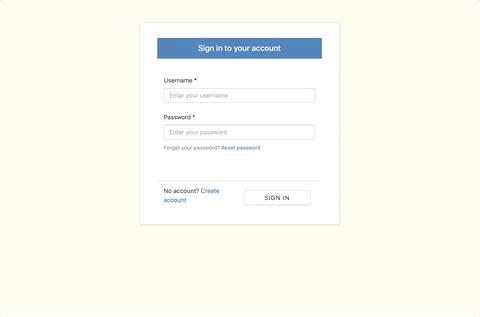 Sign in to your account
Username *
Enter your username
Password *
Enter your password
Forget your password? Reset password
No account? Create
account
SIGN IN